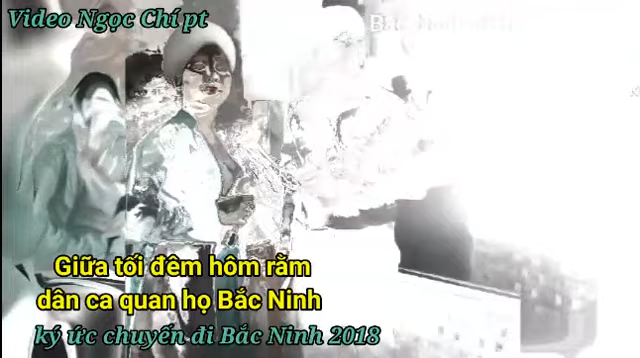 Video Ngọc Chí pt
Giữa tối đêm hôm rằm
dân ca quan họ Bắc Ninh
ký ức chuyến đi Bắc Ninh 2018